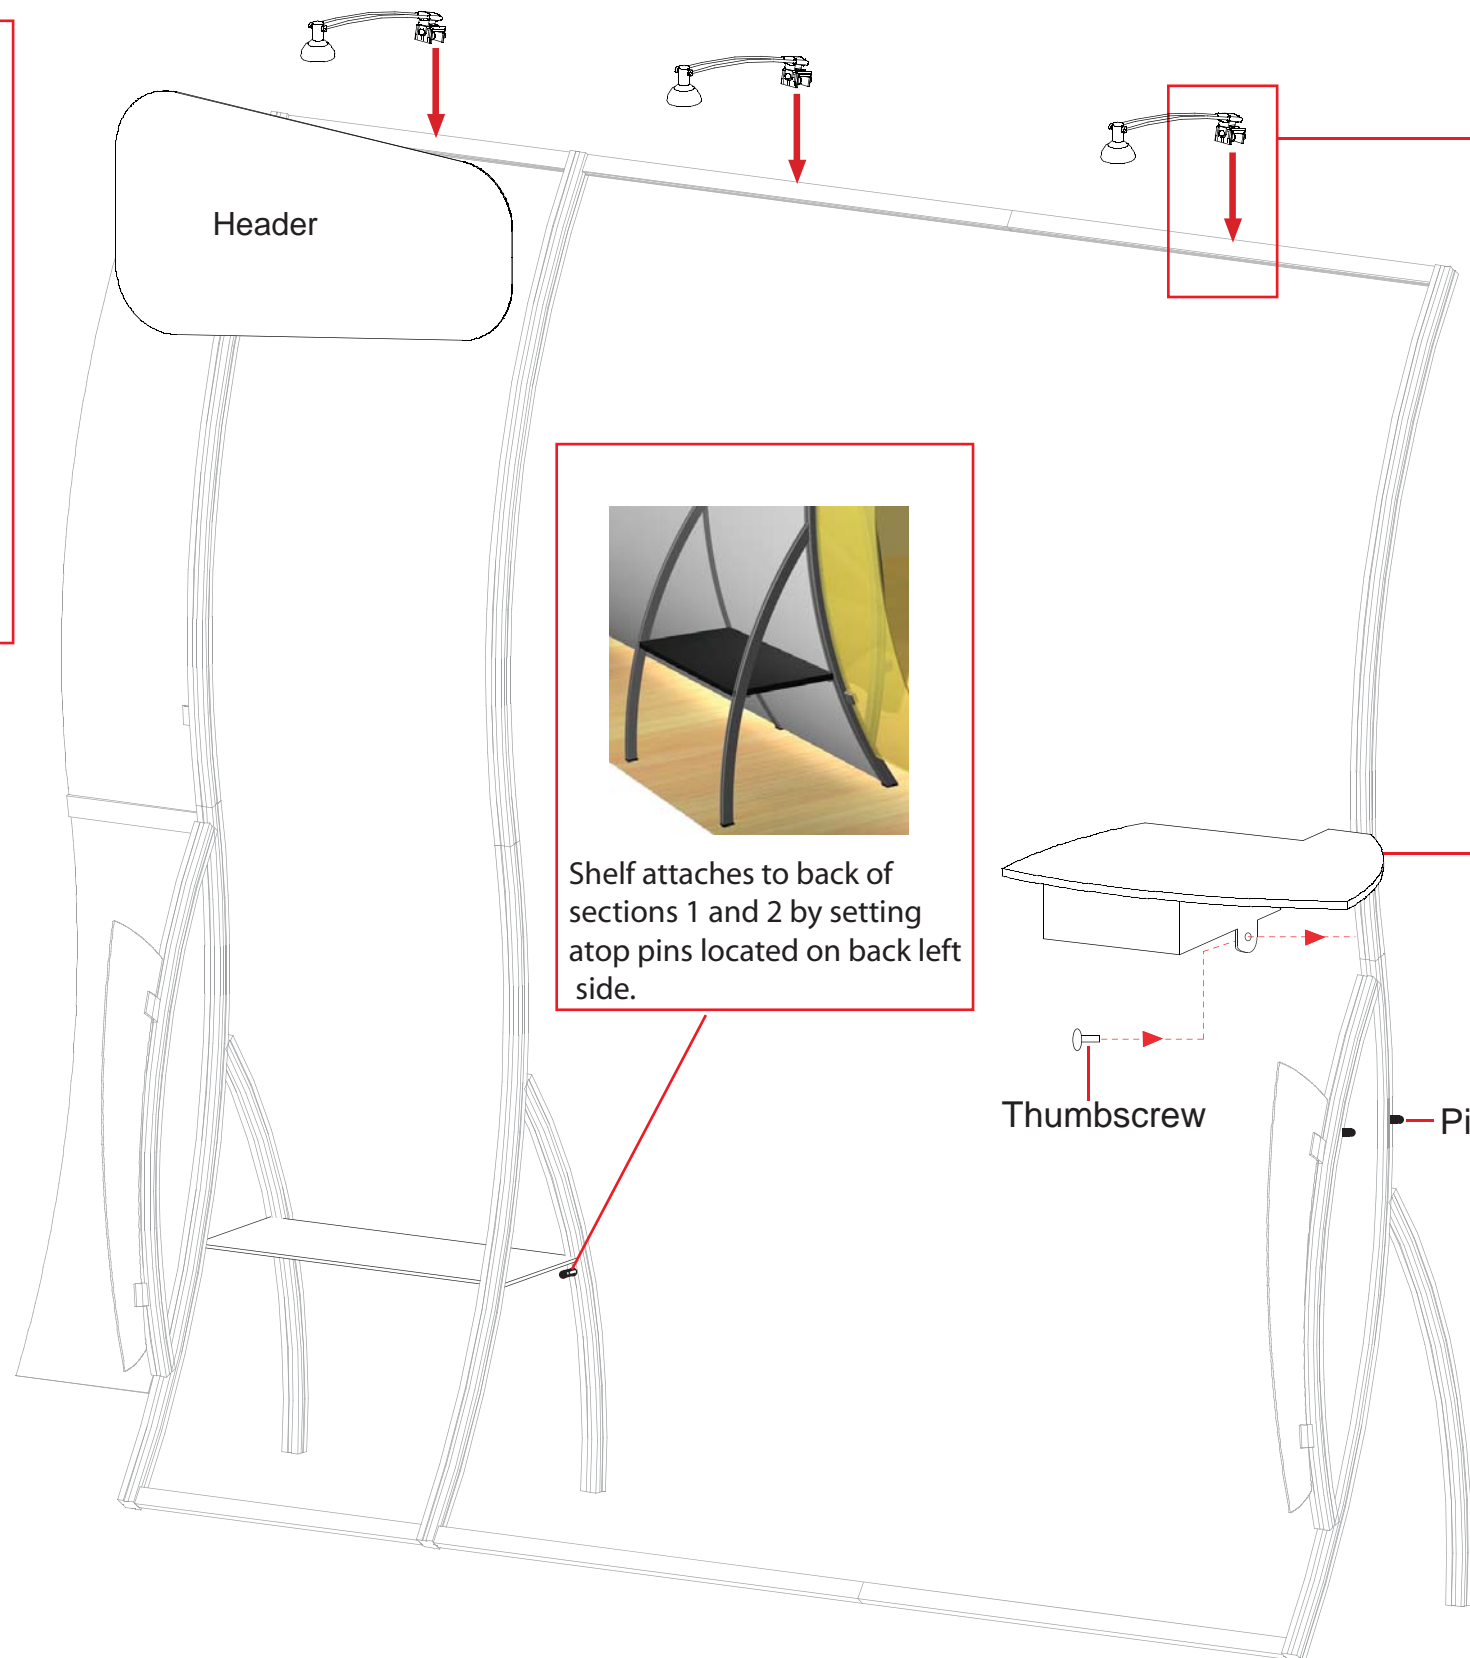 Header
Shelf attaches to back of
sections 1 and 2 by setting
atop pins located on back left
side.
Thumbscrew
Pi